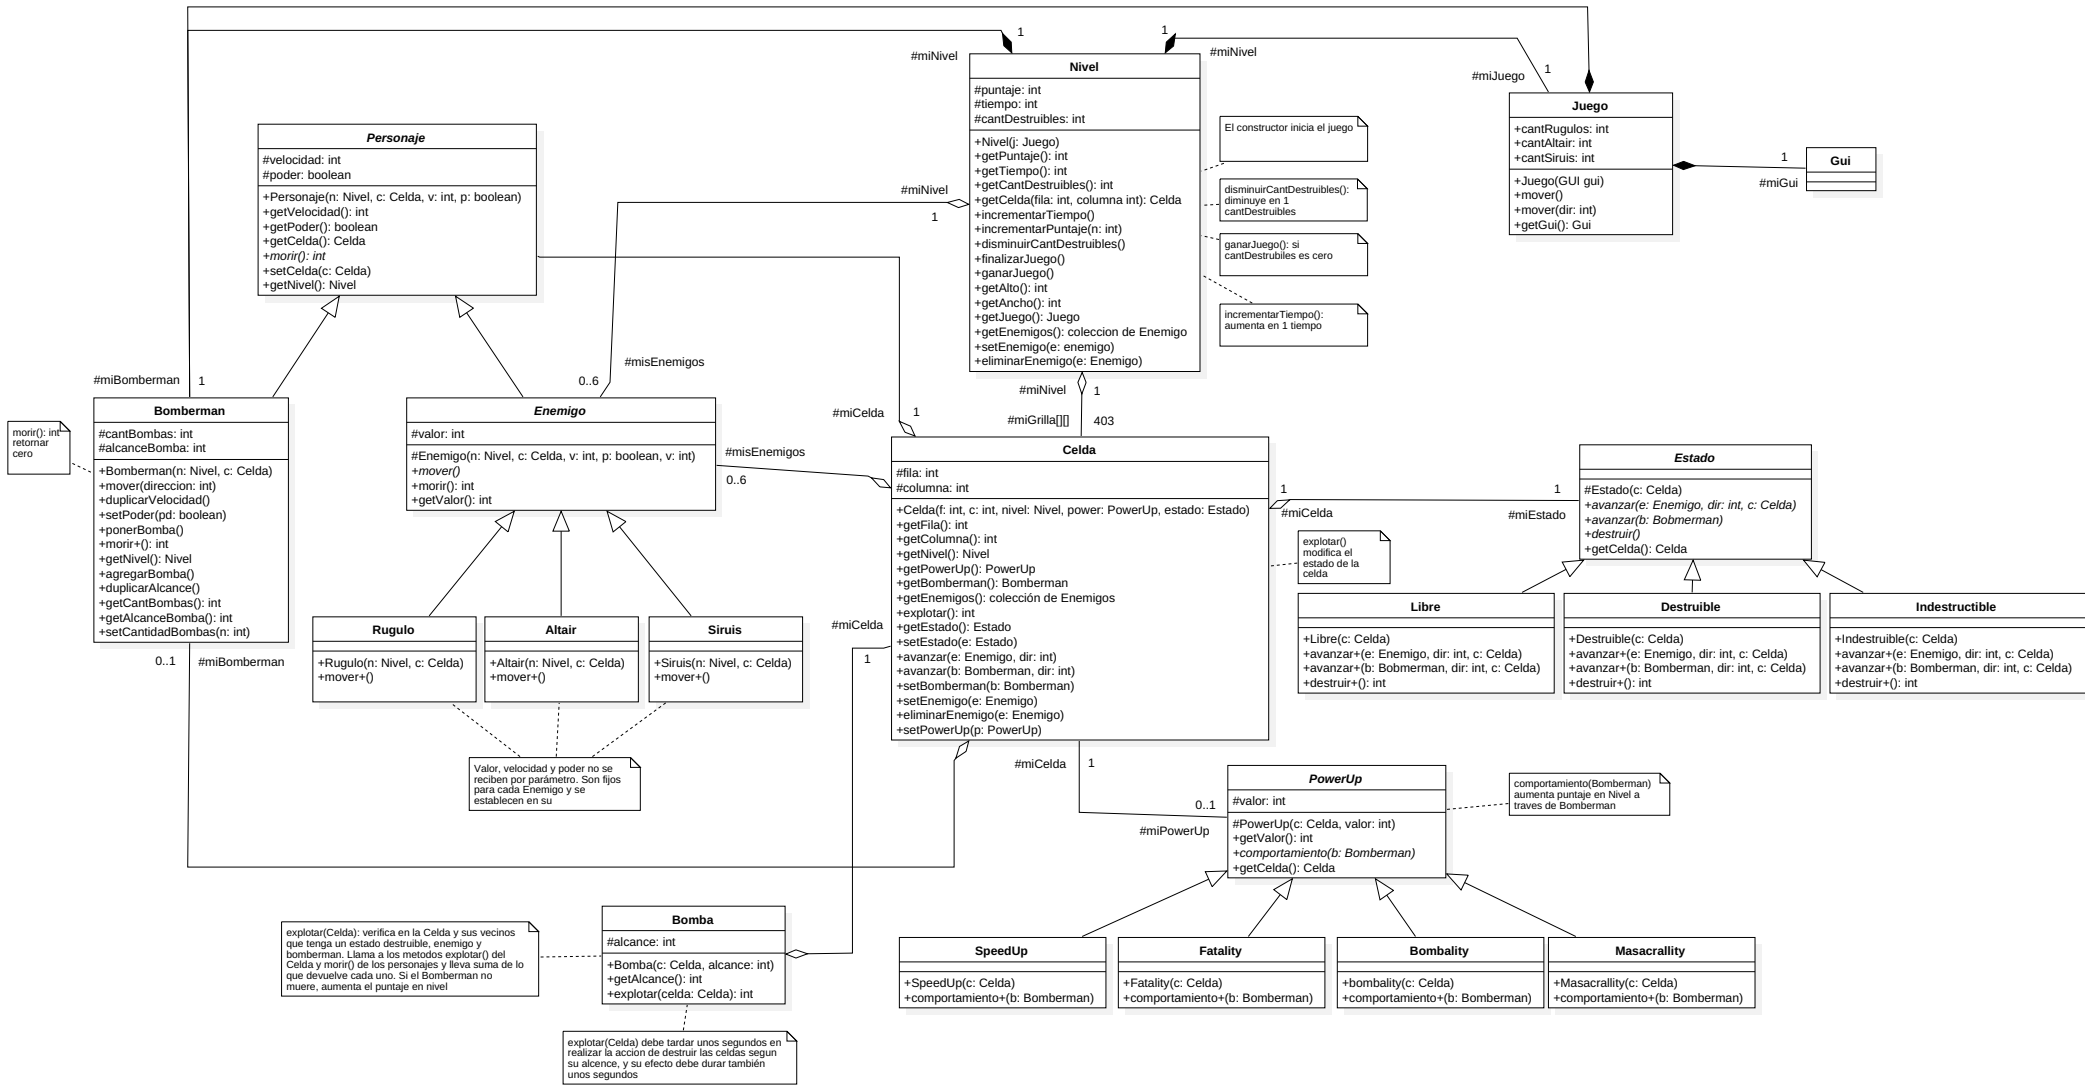 1
#miNivel
1
#miNivel
#miJuego
1
Nivel
#puntaje: int
#tiempo: int
#cantDestruibles: int
+Nivel(j: Juego)
+getPuntaje(): int
+getTiempo(): int
+getCantDestruibles(): int
+getCelda(fila: int, columna int): Celda
+incrementarTiempo()
+incrementarPuntaje(n: int)
+disminuirCantDestruibles()
+finalizarJuego()
+ganarJuego()
+getAlto(): int
+getAncho(): int
+getJuego(): Juego
+getEnemigos(): coleccion de Enemigo
+setEnemigo(e: enemigo)
+eliminarEnemigo(e: Enemigo)
El constructor inicia el juego
disminuirCantDestruibles():
diminuye en 1
cantDestruibles
ganarJuego(): si
cantDestrubiles es cero
incrementarTiempo():
aumenta en 1 tiempo
Juego
+cantRugulos: int
+cantAltair: int
+cantSiruis: int
+Juego(GUI gui)
+mover()
+mover(dir: int)
+getGui(): Gui
1
#miGui
Gui
Personaje
#velocidad: int
#poder: boolean
+Personaje(n: Nivel, c: Celda, v: int, p: boolean)
+getVelocidad(): int
+getPoder(): boolean
+getCelda(): Celda
+morir(): int
+setCelda(c: Celda)
+getNivel(): Nivel
#miNivel
1
#misEnemigos
0..6
#miBomberman
1
Bomberman
#cantBombas: int
#alcanceBomba: int
+Bomberman(n: Nivel, c: Celda)
+mover(direccion: int)
+duplicarVelocidad()
+setPoder(pd: boolean)
+ponerBomba()
+morir+(): int
+getNivel(): Nivel
+agregarBomba()
+duplicarAlcance()
+getCantBombas(): int
+getAlcanceBomba(): int
+setCantidadBombas(n: int)
morir(): int
retornar
cero
0..1
#miBomberman
Enemigo
#valor: int
#Enemigo(n: Nivel, c: Celda, v: int, p: boolean, v: int)
+mover()
+morir(): int
+getValor(): int
#misEnemigos
0..6
#miCelda
1
#miNivel
1
#miGrilla[][]
403
Celda
#fila: int
#columna: int
+Celda(f: int, c: int, nivel: Nivel, power: PowerUp, estado: Estado)
+getFila(): int
+getColumna(): int
+getNivel(): Nivel
+getPowerUp(): PowerUp
+getBomberman(): Bomberman
+getEnemigos(): colección de Enemigos
+explotar(): int
+getEstado(): Estado
+setEstado(e: Estado)
+avanzar(e: Enemigo, dir: int)
+avanzar(b: Bomberman, dir: int)
+setBomberman(b: Bomberman)
+setEnemigo(e: Enemigo)
+eliminarEnemigo(e: Enemigo)
+setPowerUp(p: PowerUp)
1
#miCelda
1
#miEstado
explotar()
modifica el
estado de la
celda
Estado
#Estado(c: Celda)
+avanzar(e: Enemigo, dir: int, c: Celda)
+avanzar(b: Bobmerman)
+destruir()
+getCelda(): Celda
Libre
+Libre(c: Celda)
+avanzar+(e: Enemigo, dir: int, c: Celda)
+avanzar+(b: Bobmerman, dir: int, c: Celda)
+destruir+(): int
Destruible
+Destruible(c: Celda)
+avanzar+(e: Enemigo, dir: int, c: Celda)
+avanzar+(b: Bomberman, dir: int, c: Celda)
+destruir+(): int
Indestructible
+Indestruible(c: Celda)
+avanzar+(e: Enemigo, dir: int, c: Celda)
+avanzar+(b: Bomberman, dir: int, c: Celda)
+destruir+(): int
Rugulo
+Rugulo(n: Nivel, c: Celda)
+mover+()
Altair
+Altair(n: Nivel, c: Celda)
+mover+()
Siruis
+Siruis(n: Nivel, c: Celda)
+mover+()
#miCelda
1
Valor, velocidad y poder no se
reciben por parámetro. Son fijos
para cada Enemigo y se
establecen en su
#miCelda
1
0..1
#miPowerUp
PowerUp
#valor: int
#PowerUp(c: Celda, valor: int)
+getValor(): int
+comportamiento(b: Bomberman)
+getCelda(): Celda
comportamiento(Bomberman)
aumenta puntaje en Nivel a
traves de Bomberman
Bomba
#alcance: int
+Bomba(c: Celda, alcance: int)
+getAlcance(): int
+explotar(celda: Celda): int
explotar(Celda): verifica en la Celda y sus vecinos
que tenga un estado destruible, enemigo y
bomberman. Llama a los metodos explotar() del
Celda y morir() de los personajes y lleva suma de lo
que devuelve cada uno. Si el Bomberman no
muere, aumenta el puntaje en nivel
explotar(Celda) debe tardar unos segundos en
realizar la accion de destruir las celdas segun
su alcence, y su efecto debe durar también
unos segundos
SpeedUp
+SpeedUp(c: Celda)
+comportamiento+(b: Bomberman)
Fatality
+Fatality(c: Celda)
+comportamiento+(b: Bomberman)
Bombality
+bombality(c: Celda)
+comportamiento+(b: Bomberman)
Masacrallity
+Masacrallity(c: Celda)
+comportamiento+(b: Bomberman)